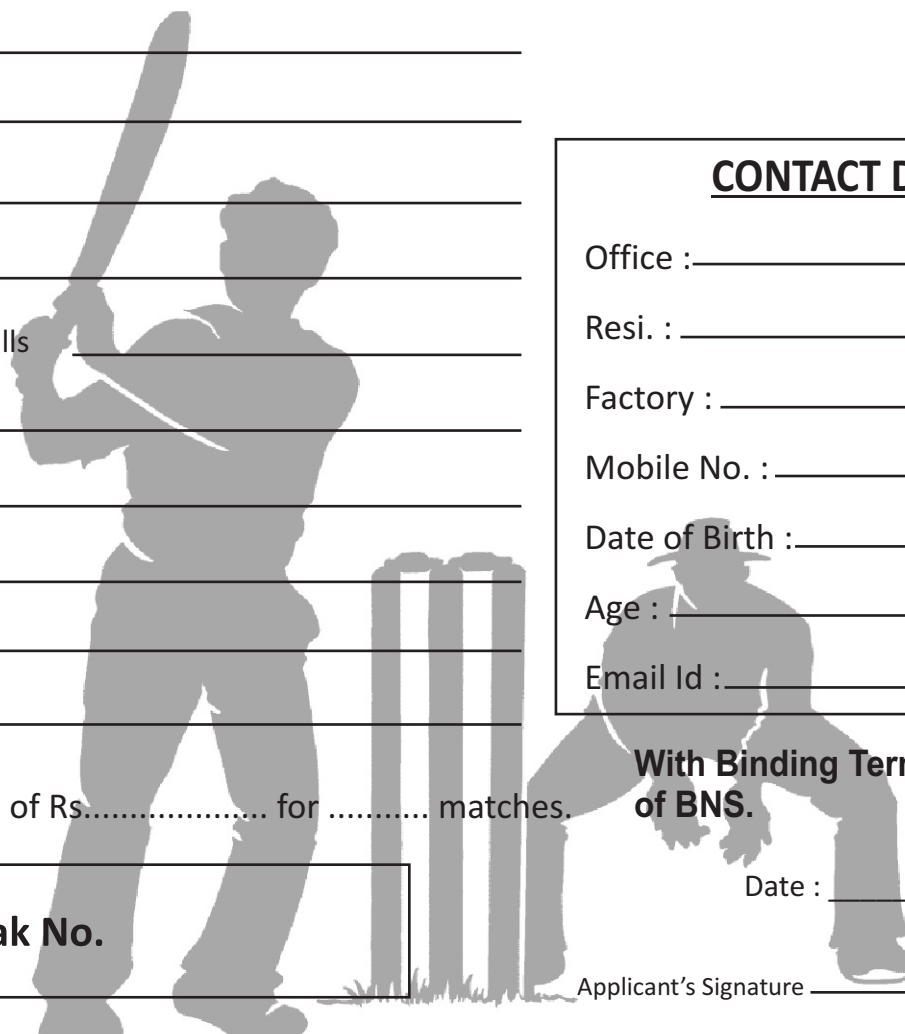 CONTACT D
Office :
Resi. :
Factory :
lls
Mobile No. :
Date of Birth :
Age :
Email Id :
of Rs.................... for ........... matches.
With Binding Ter
of BNS.
Date :
ak No.
Applicant's Signature